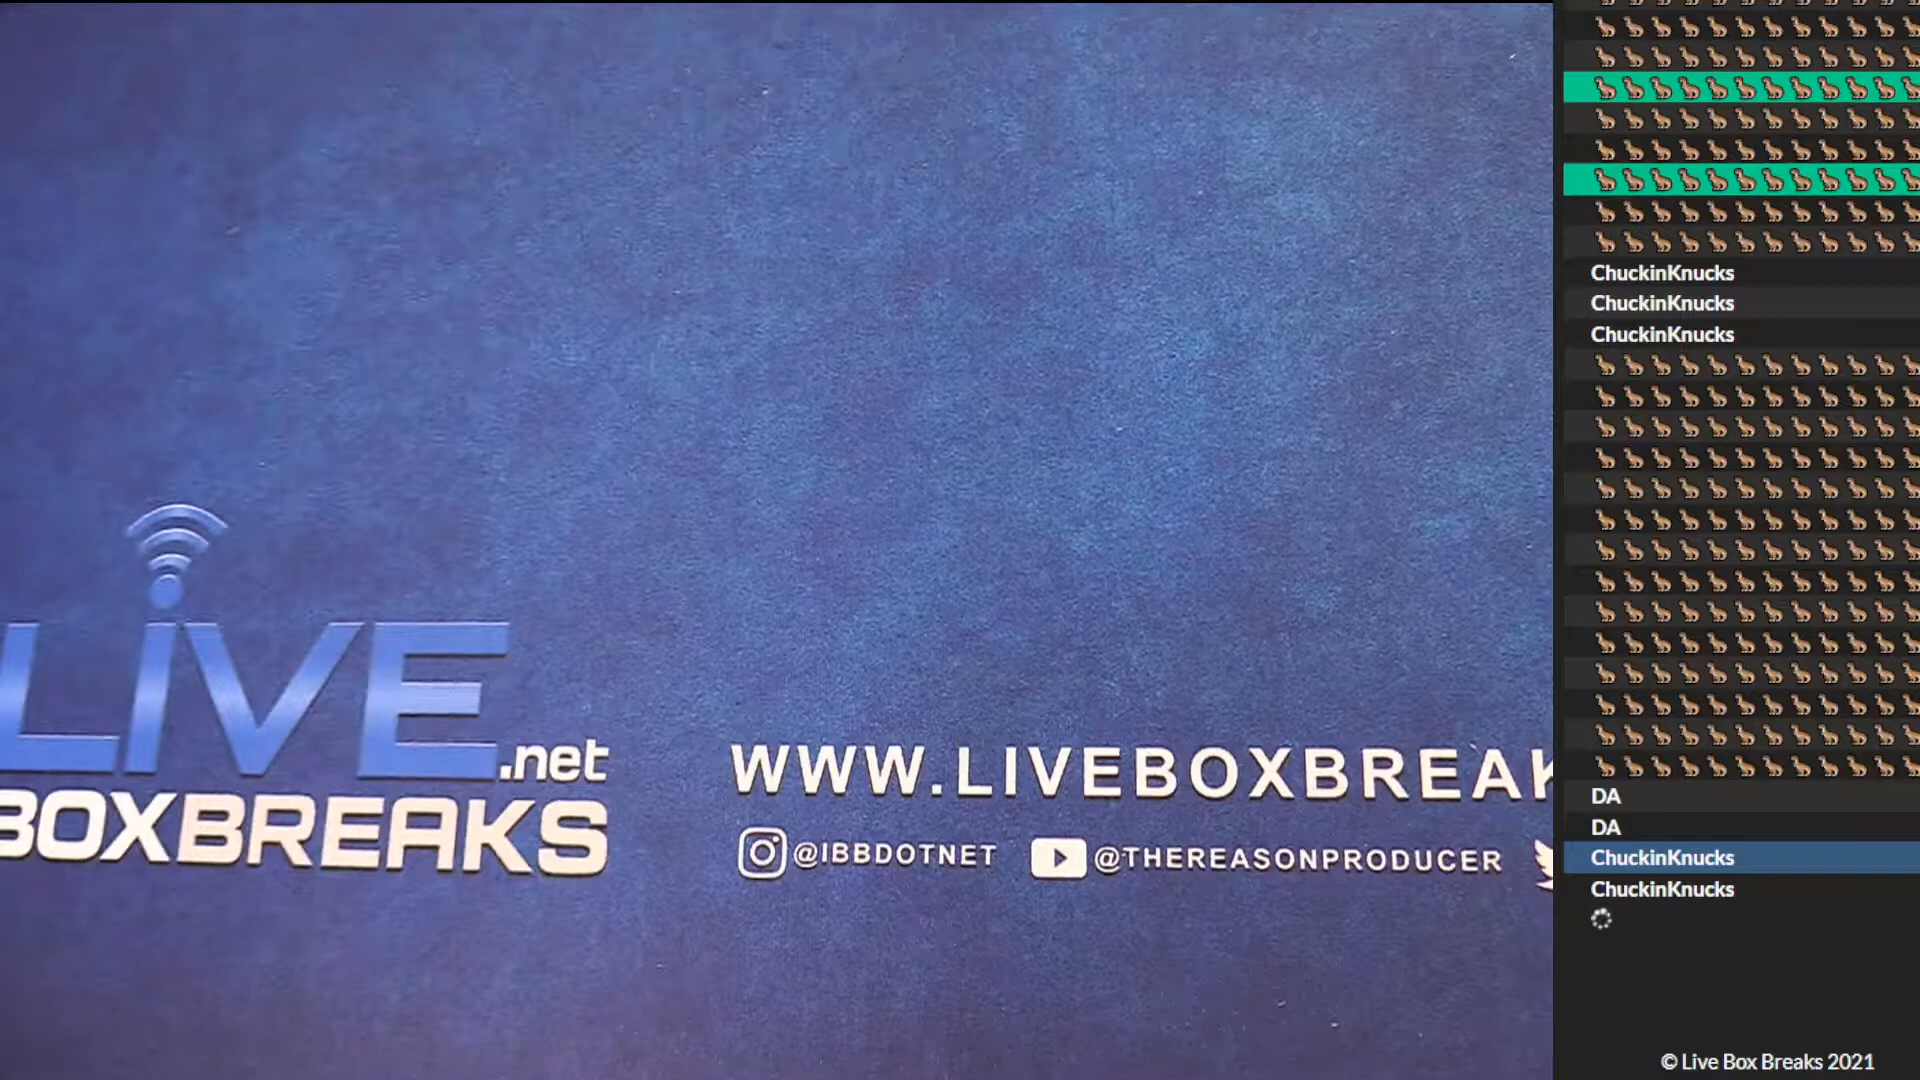 ChuckinKnucks
ChuckinKnucks
ChuckinKnucks
LIVE.net
BOXBREAKS
WWW.LIVEBOXBREAK
@IBBDOTNET
@THEREASONPRODUCER
DA
DA
ChuckinKnucks
ChuckinKnucks
© Live Box Breaks 2021